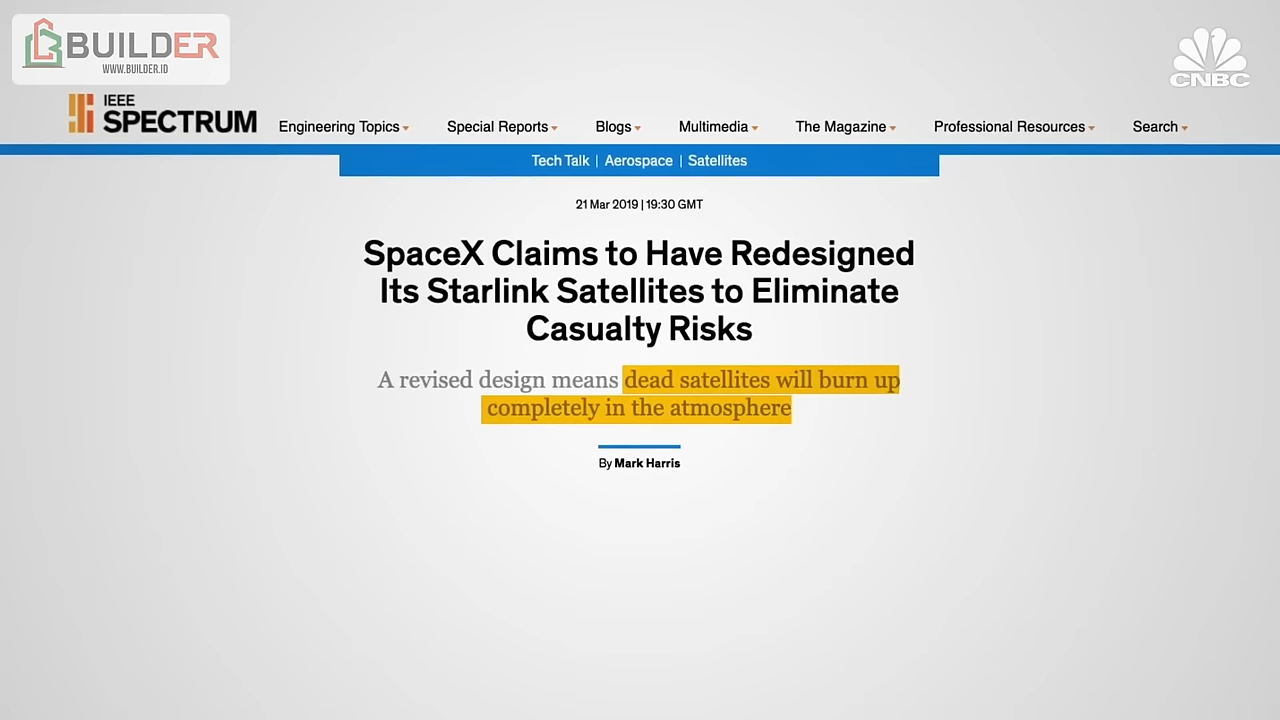 BUILDER
WWW.BUILDER.ID
CNBC
IEEE
SPECTRUM
Engineering Topics Special Reports Blogs Multimedia The Magazine Professional Resources Search
Tech Talk | Aerospace | Satellites
21 Mar 2019 | 19:30 GMT
SpaceX Claims to Have Redesigned
Its Starlink Satellites to Eliminate
Casualty Risks
A revised design means dead satellites will burn up
completely in the atmosphere
By Mark Harris